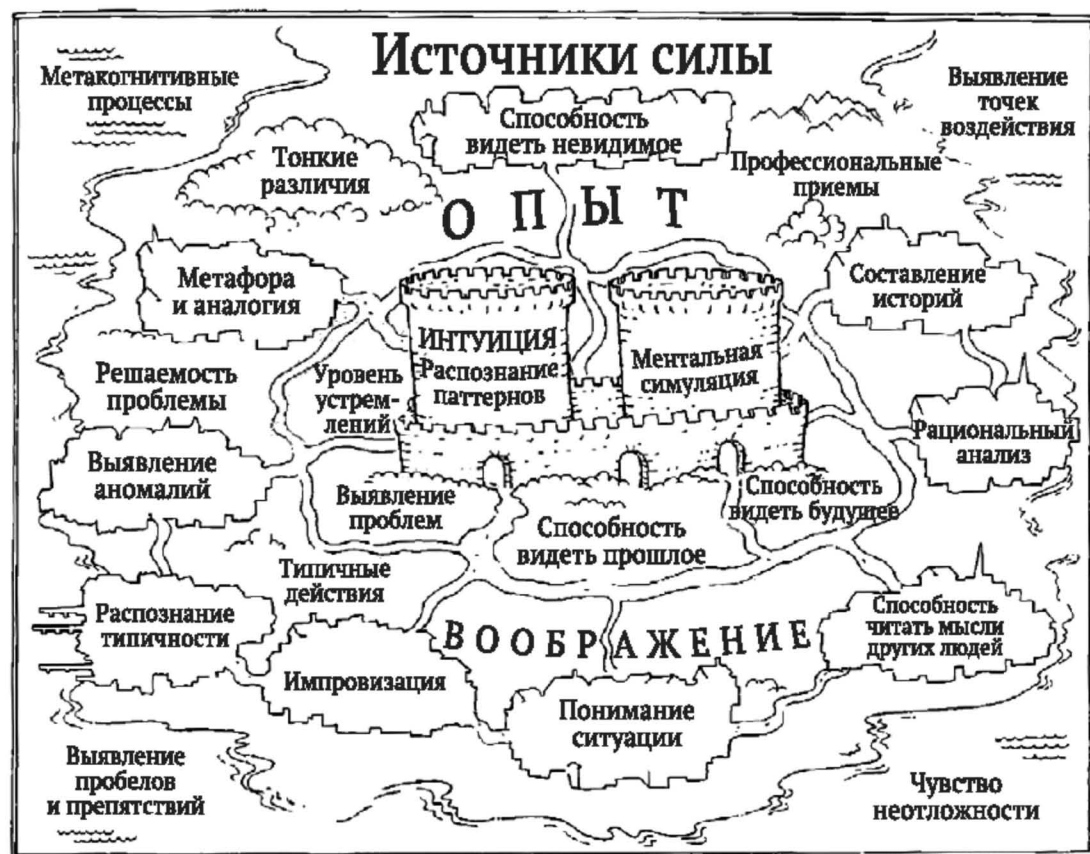 Источники силы
Метакогнитивные
процессы
Способность
видеть невидимое
Выявление
точек
воздействия
Тонкие
различия
Профессиональные
приемы
ОПЫТ
Метафора
и аналогия
Составление
историй
ИНТУИЦИЯ
Распознание
паттернов
Ментальная
симуляция
Решаемость
проблемы
Уровень
устрем-
лений
Рациональный
анализ
Выявление
аномалий
Выявление
проблем
Способность
видеть прошлое
Способность
видеть будущев
Типичные
действия
Распознание
типичности
Способность
читать мысли
других людей
ВООБРАЖЕНИЕ
Импровизация
Понимание
ситуации
Выявление
пробелов
и препятствий
Чувство
неотложности